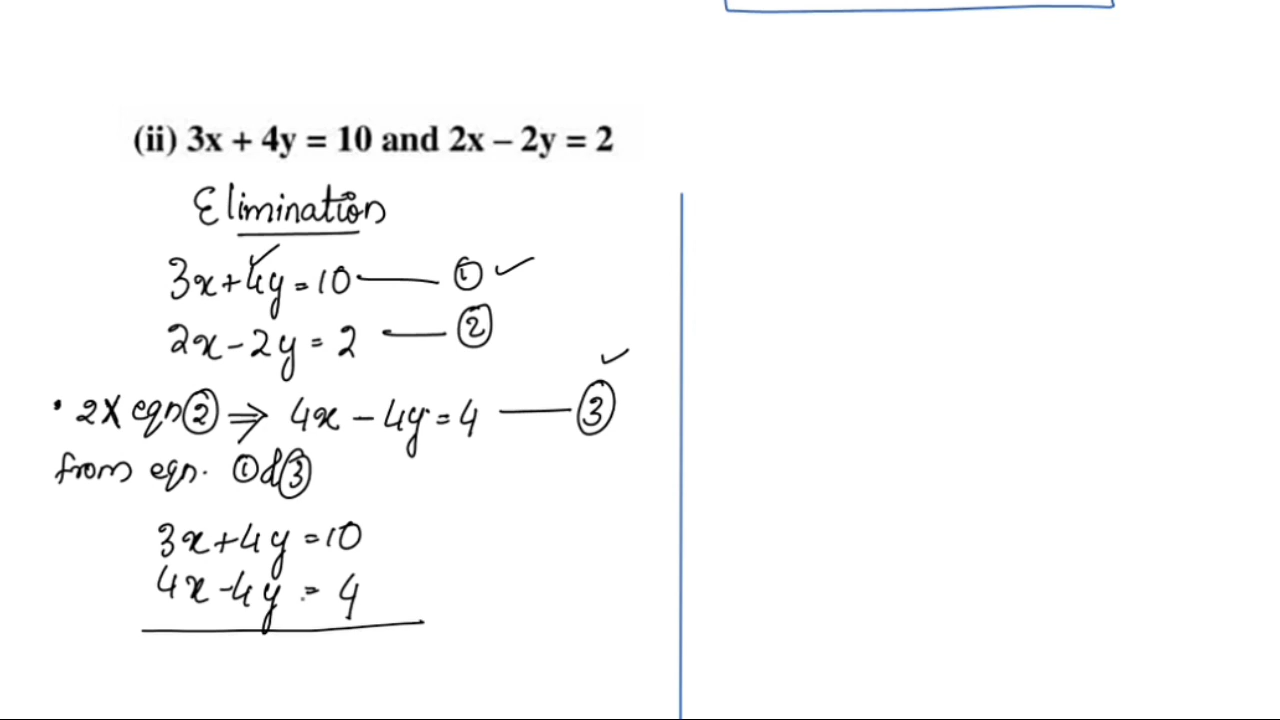 (ii) 3x + 4y = 10 and 2x – 2y = 2
Elimination
3x+4y=10 —— ①
2x-2y=2 —— ②
• 2X eqn② ⇒ 4x - 4y=4 —— ③
from eqn. ①&③
3x+4y=10
4x-4y=4